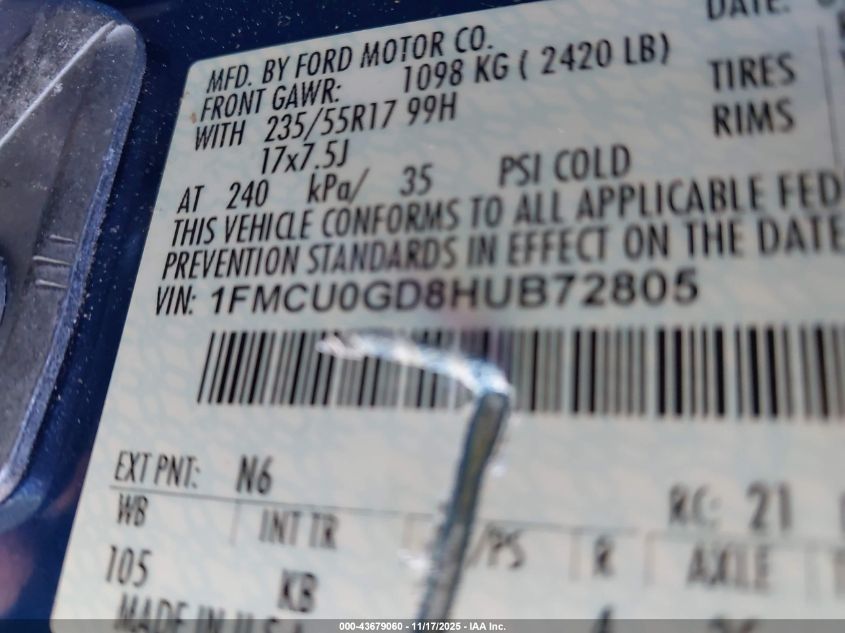 DATE:
MFD. BY FORD MOTOR CO.
FRONT GAWR: 1098 KG ( 2420 LB)
WITH 235/55R17 99H TIRES
17x7.5J RIMS
AT 240 kPa/ 35 PSI COLD
THIS VEHICLE CONFORMS TO ALL APPLICABLE FED
PREVENTION STANDARDS IN EFFECT ON THE DATE
VIN: 1FMCU0GD8HUB72805
EXT PNT: N6 RC: 21
WB INT TR /PS R AXLE
105 KB
MADE IN U.S.A.
000-43679060 - 11/17/2025 - IAA Inc.